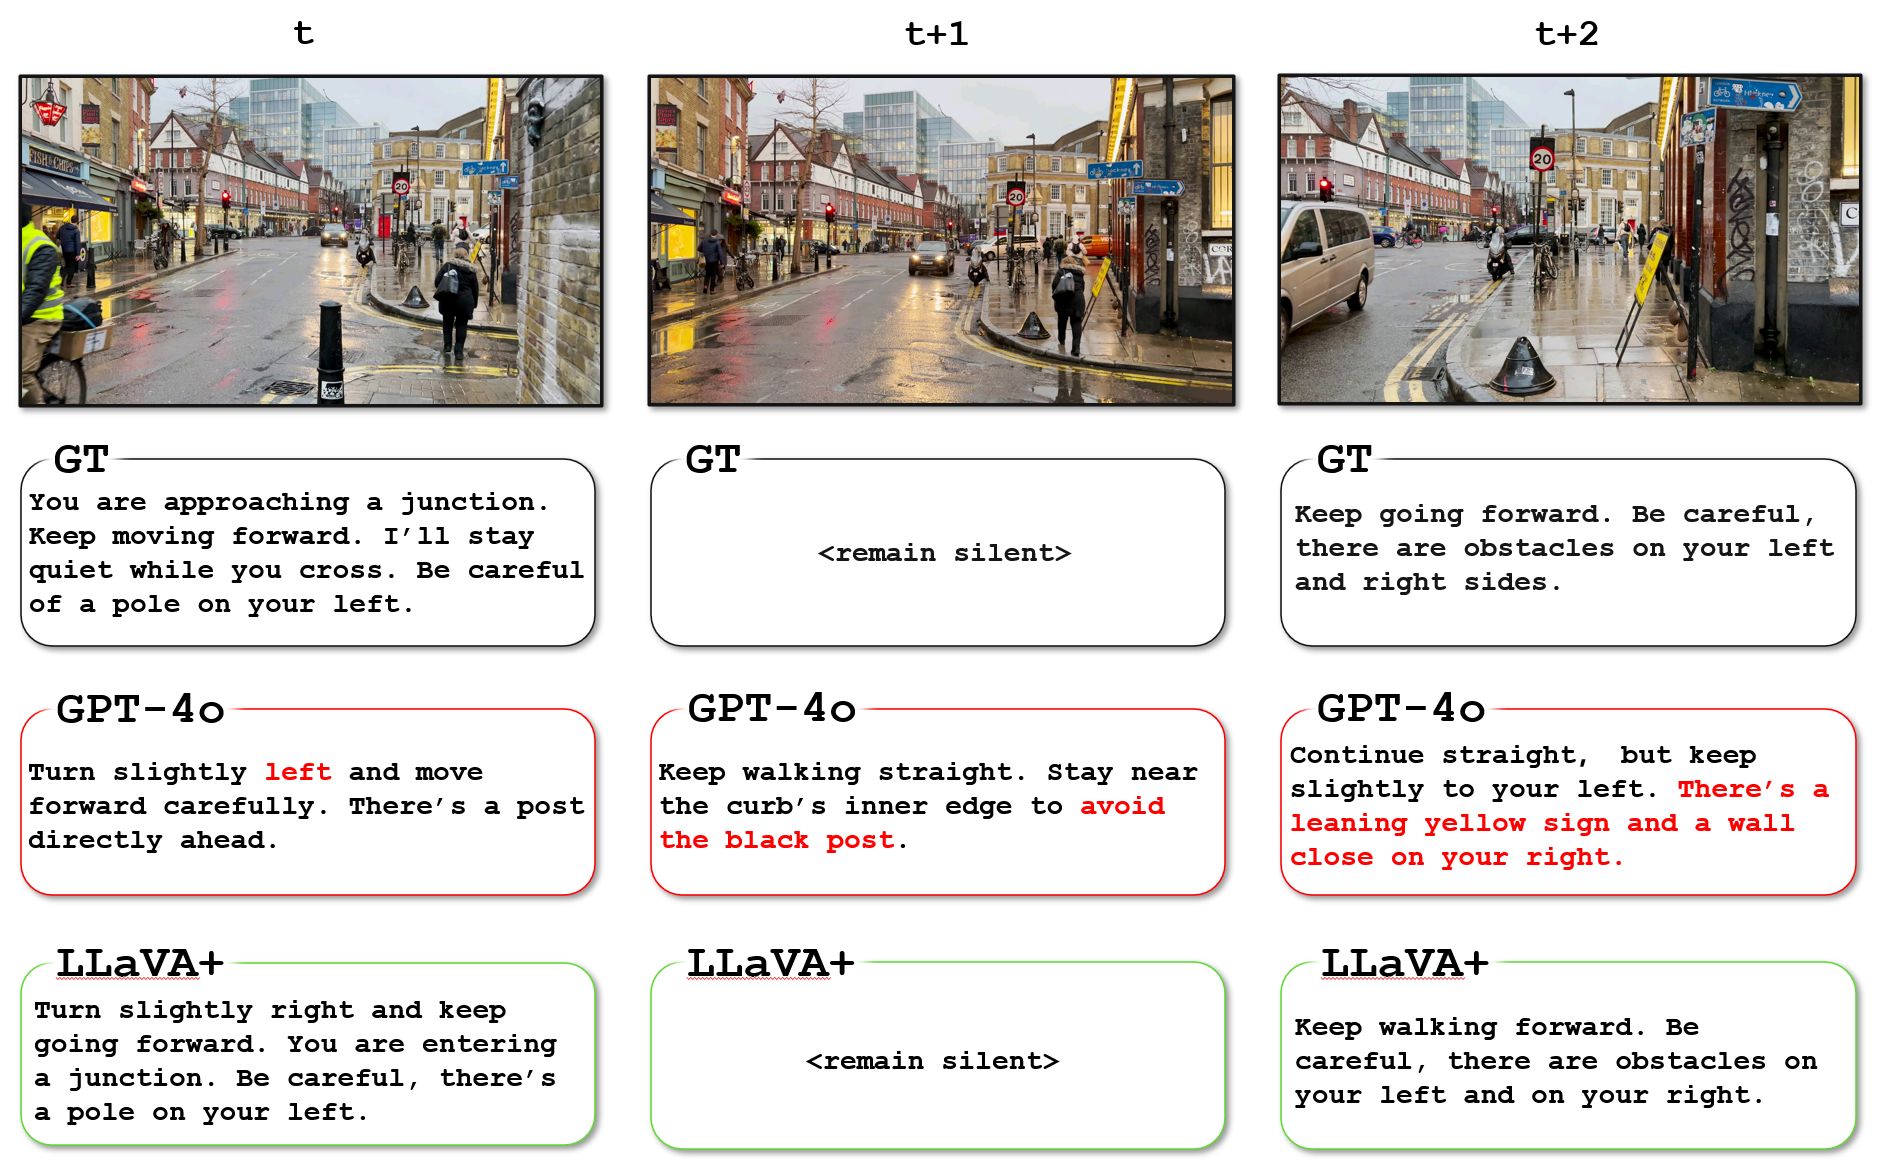 t
t+1
t+2
FISH & CHIPS
20
20
20
Hackney
GT
You are approaching a junction.
Keep moving forward. I'll stay
quiet while you cross. Be careful
of a pole on your left.
GT
<remain silent>
GT
Keep going forward. Be careful,
there are obstacles on your left
and right sides.
GPT-4o
Turn slightly left and move
forward carefully. There's a post
directly ahead.
GPT-4o
Keep walking straight. Stay near
the curb's inner edge to avoid
the black post.
GPT-4o
Continue straight, but keep
slightly to your left. There's a
leaning yellow sign and a wall
close on your right.
LLaVA+
Turn slightly right and keep
going forward. You are entering
a junction. Be careful, there's
a pole on your left.
LLaVA+
<remain silent>
LLaVA+
Keep walking forward. Be
careful, there are obstacles on
your left and on your right.